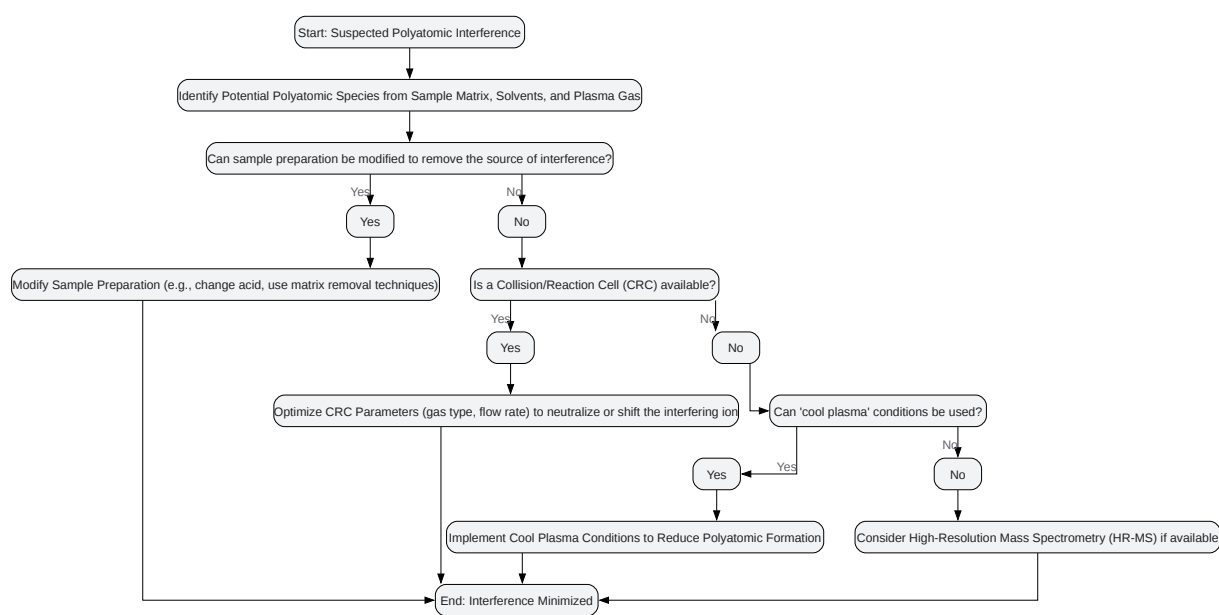 Start: Suspected Polyatomic Interference
Identify Potential Polyatomic Species from Sample Matrix, Solvents, and Plasma Gas
Can sample preparation be modified to remove the source of interference?
Yes
No
Yes
No
Modify Sample Preparation (e.g., change acid, use matrix removal techniques)
Is a Collision/Reaction Cell (CRC) available?
Yes
No
Yes
No
Optimize CRC Parameters (gas type, flow rate) to neutralize or shift the interfering ion
Can 'cool plasma' conditions be used?
No
Yes
Yes
No
Implement Cool Plasma Conditions to Reduce Polyatomic Formation
Consider High-Resolution Mass Spectrometry (HR-MS) if available
End: Interference Minimized